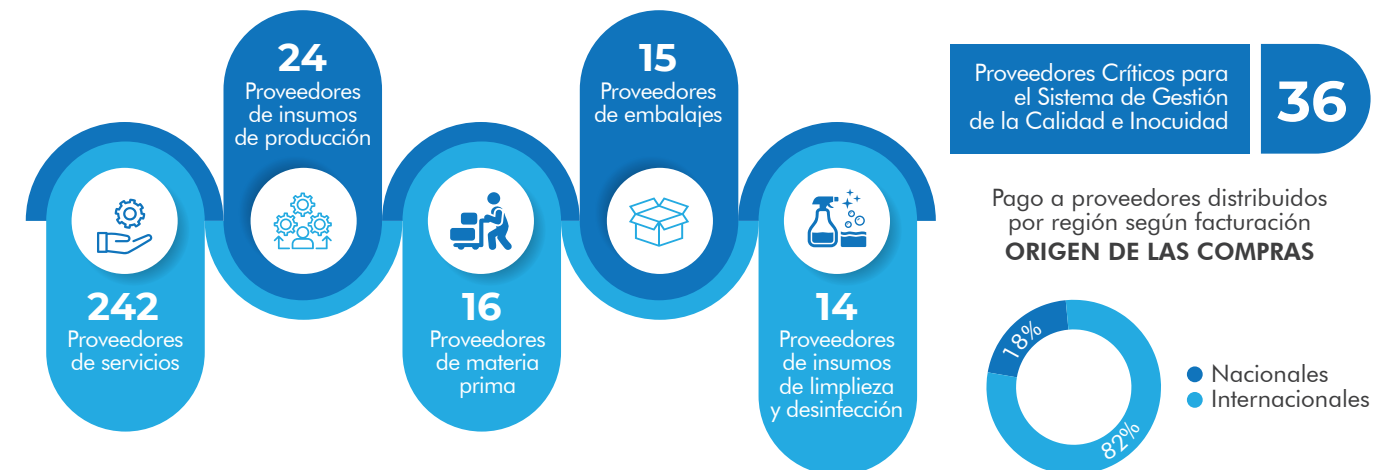 242
Proveedores
de servicios
24
Proveedores
de insumos
de producción
16
Proveedores
de materia
prima
15
Proveedores
de embalajes
14
Proveedores
de insumos
de limplieza
y desinfección
Proveedores Críticos para
el Sistema de Gestión
de la Calidad e Inocuidad
36
Pago a proveedores distribuidos
por región según facturación
ORIGEN DE LAS COMPRAS
18%
82%
Nacionales
Internacionales